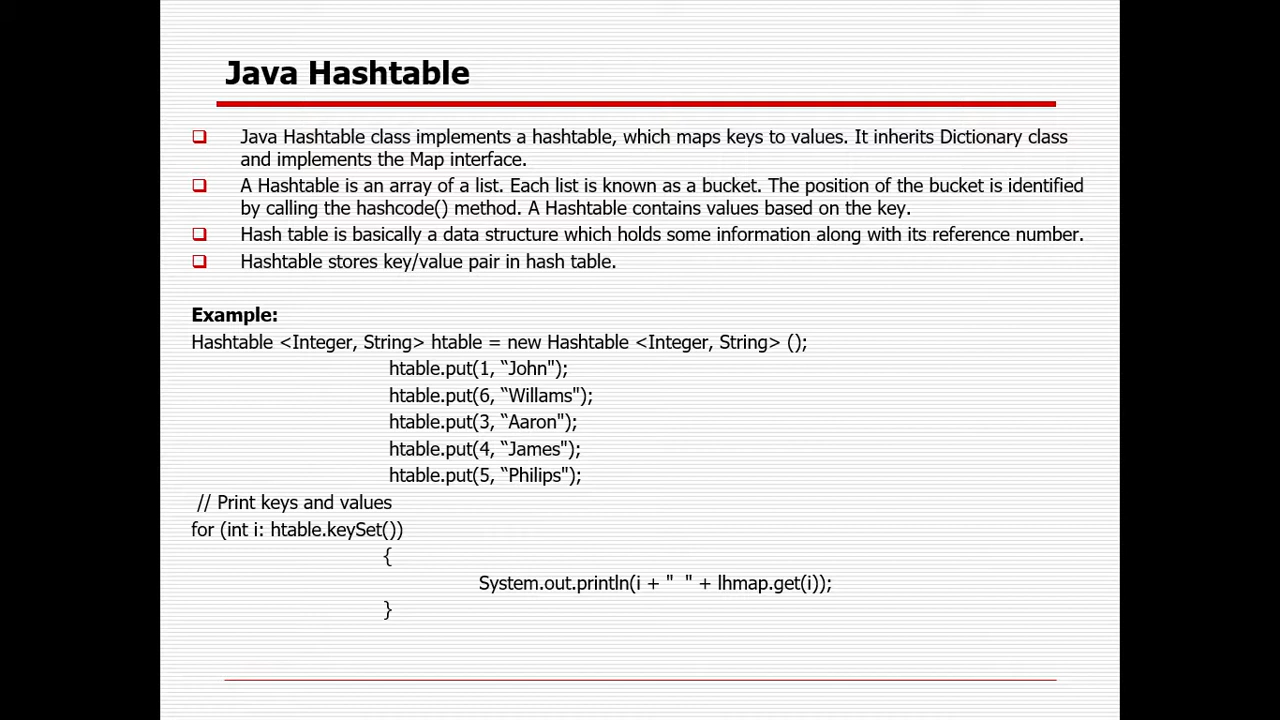 Java Hashtable
Java Hashtable class implements a hashtable, which maps keys to values. It inherits Dictionary class
and implements the Map interface.
A Hashtable is an array of a list. Each list is known as a bucket. The position of the bucket is identified
by calling the hashcode() method. A Hashtable contains values based on the key.
Hash table is basically a data structure which holds some information along with its reference number.
Hashtable stores key/value pair in hash table.
Example:
Hashtable <Integer, String> htable = new Hashtable <Integer, String> ();
htable.put(1, “John");
htable.put(6, “Willams");
htable.put(3, “Aaron");
htable.put(4, “James");
htable.put(5, “Philips");
// Print keys and values
for (int i: htable.keySet())
{
System.out.println(i + "  " + lhmap.get(i));
}